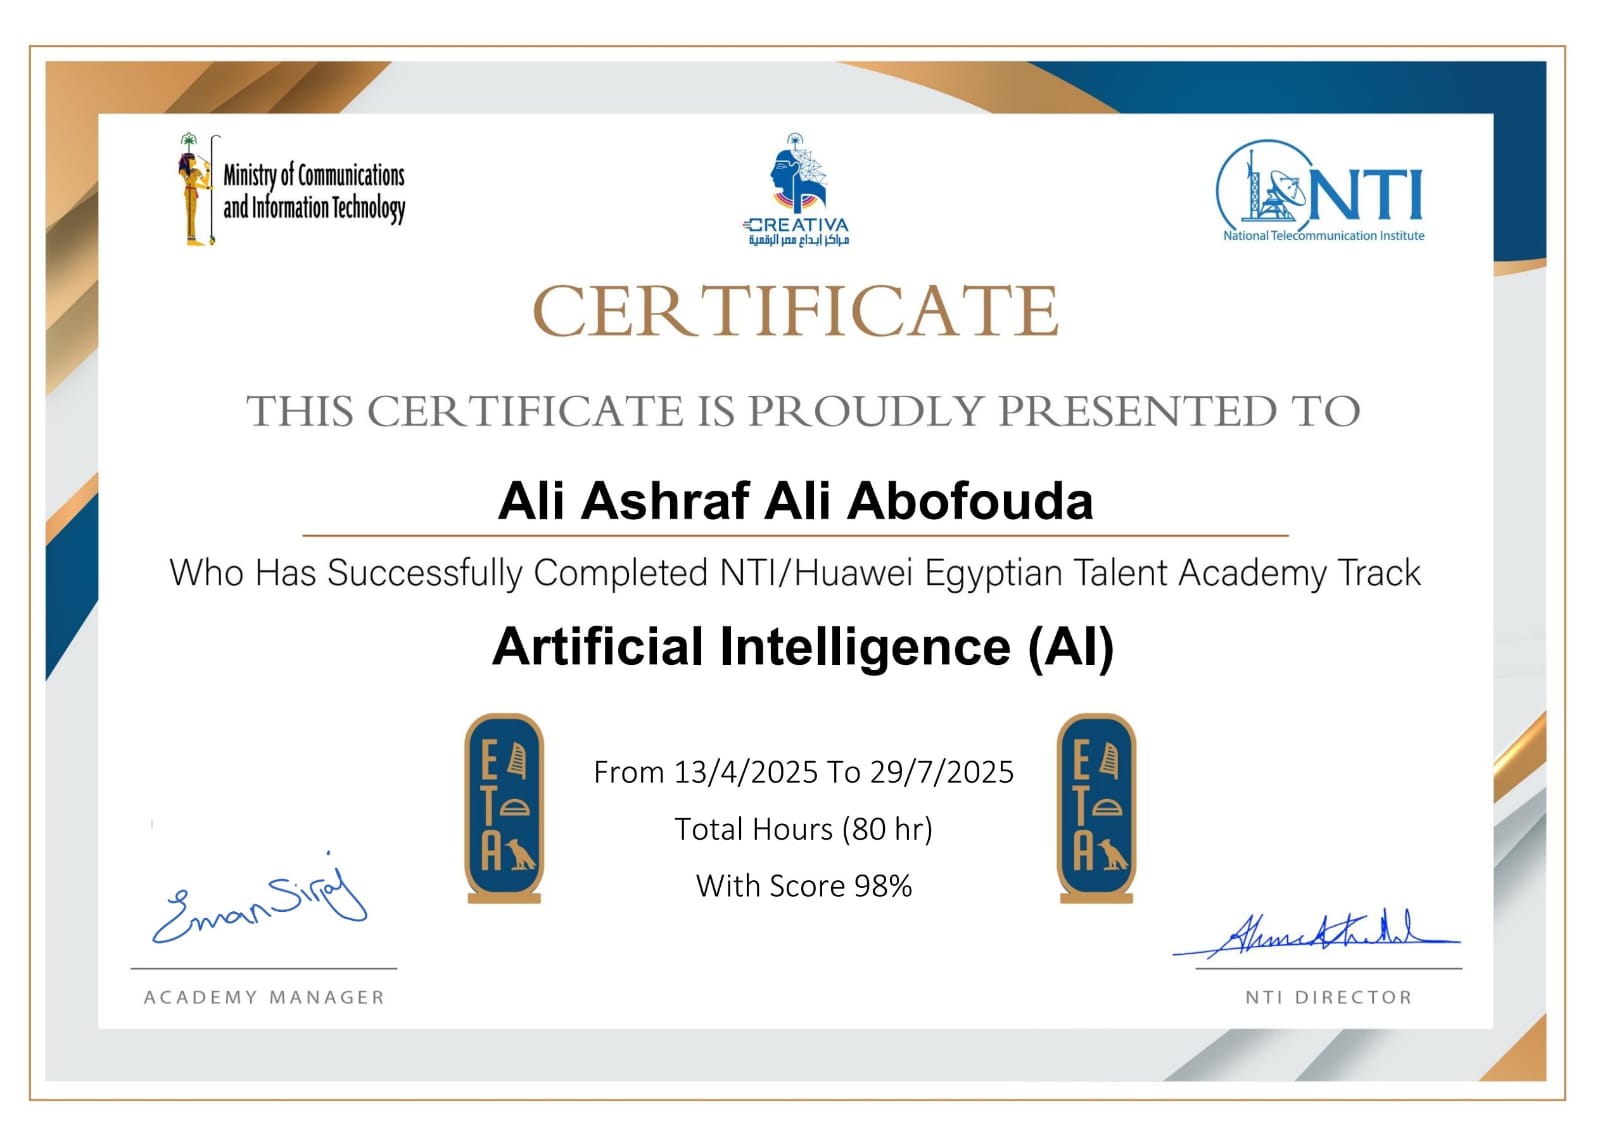 Ministry of Communications
and Information Technology
CREATIVA
مراكز إبداع مصر الرقمية
NTI
National Telecommunication Institute
CERTIFICATE
THIS CERTIFICATE IS PROUDLY PRESENTED TO
Ali Ashraf Ali Abofouda
Who Has Successfully Completed NTI/Huawei Egyptian Talent Academy Track
Artificial Intelligence (AI)
ETA
From 13/4/2025 To 29/7/2025
Total Hours (80 hr)
With Score 98%
ETA
Eman Siraj
ACADEMY MANAGER
NTI DIRECTOR